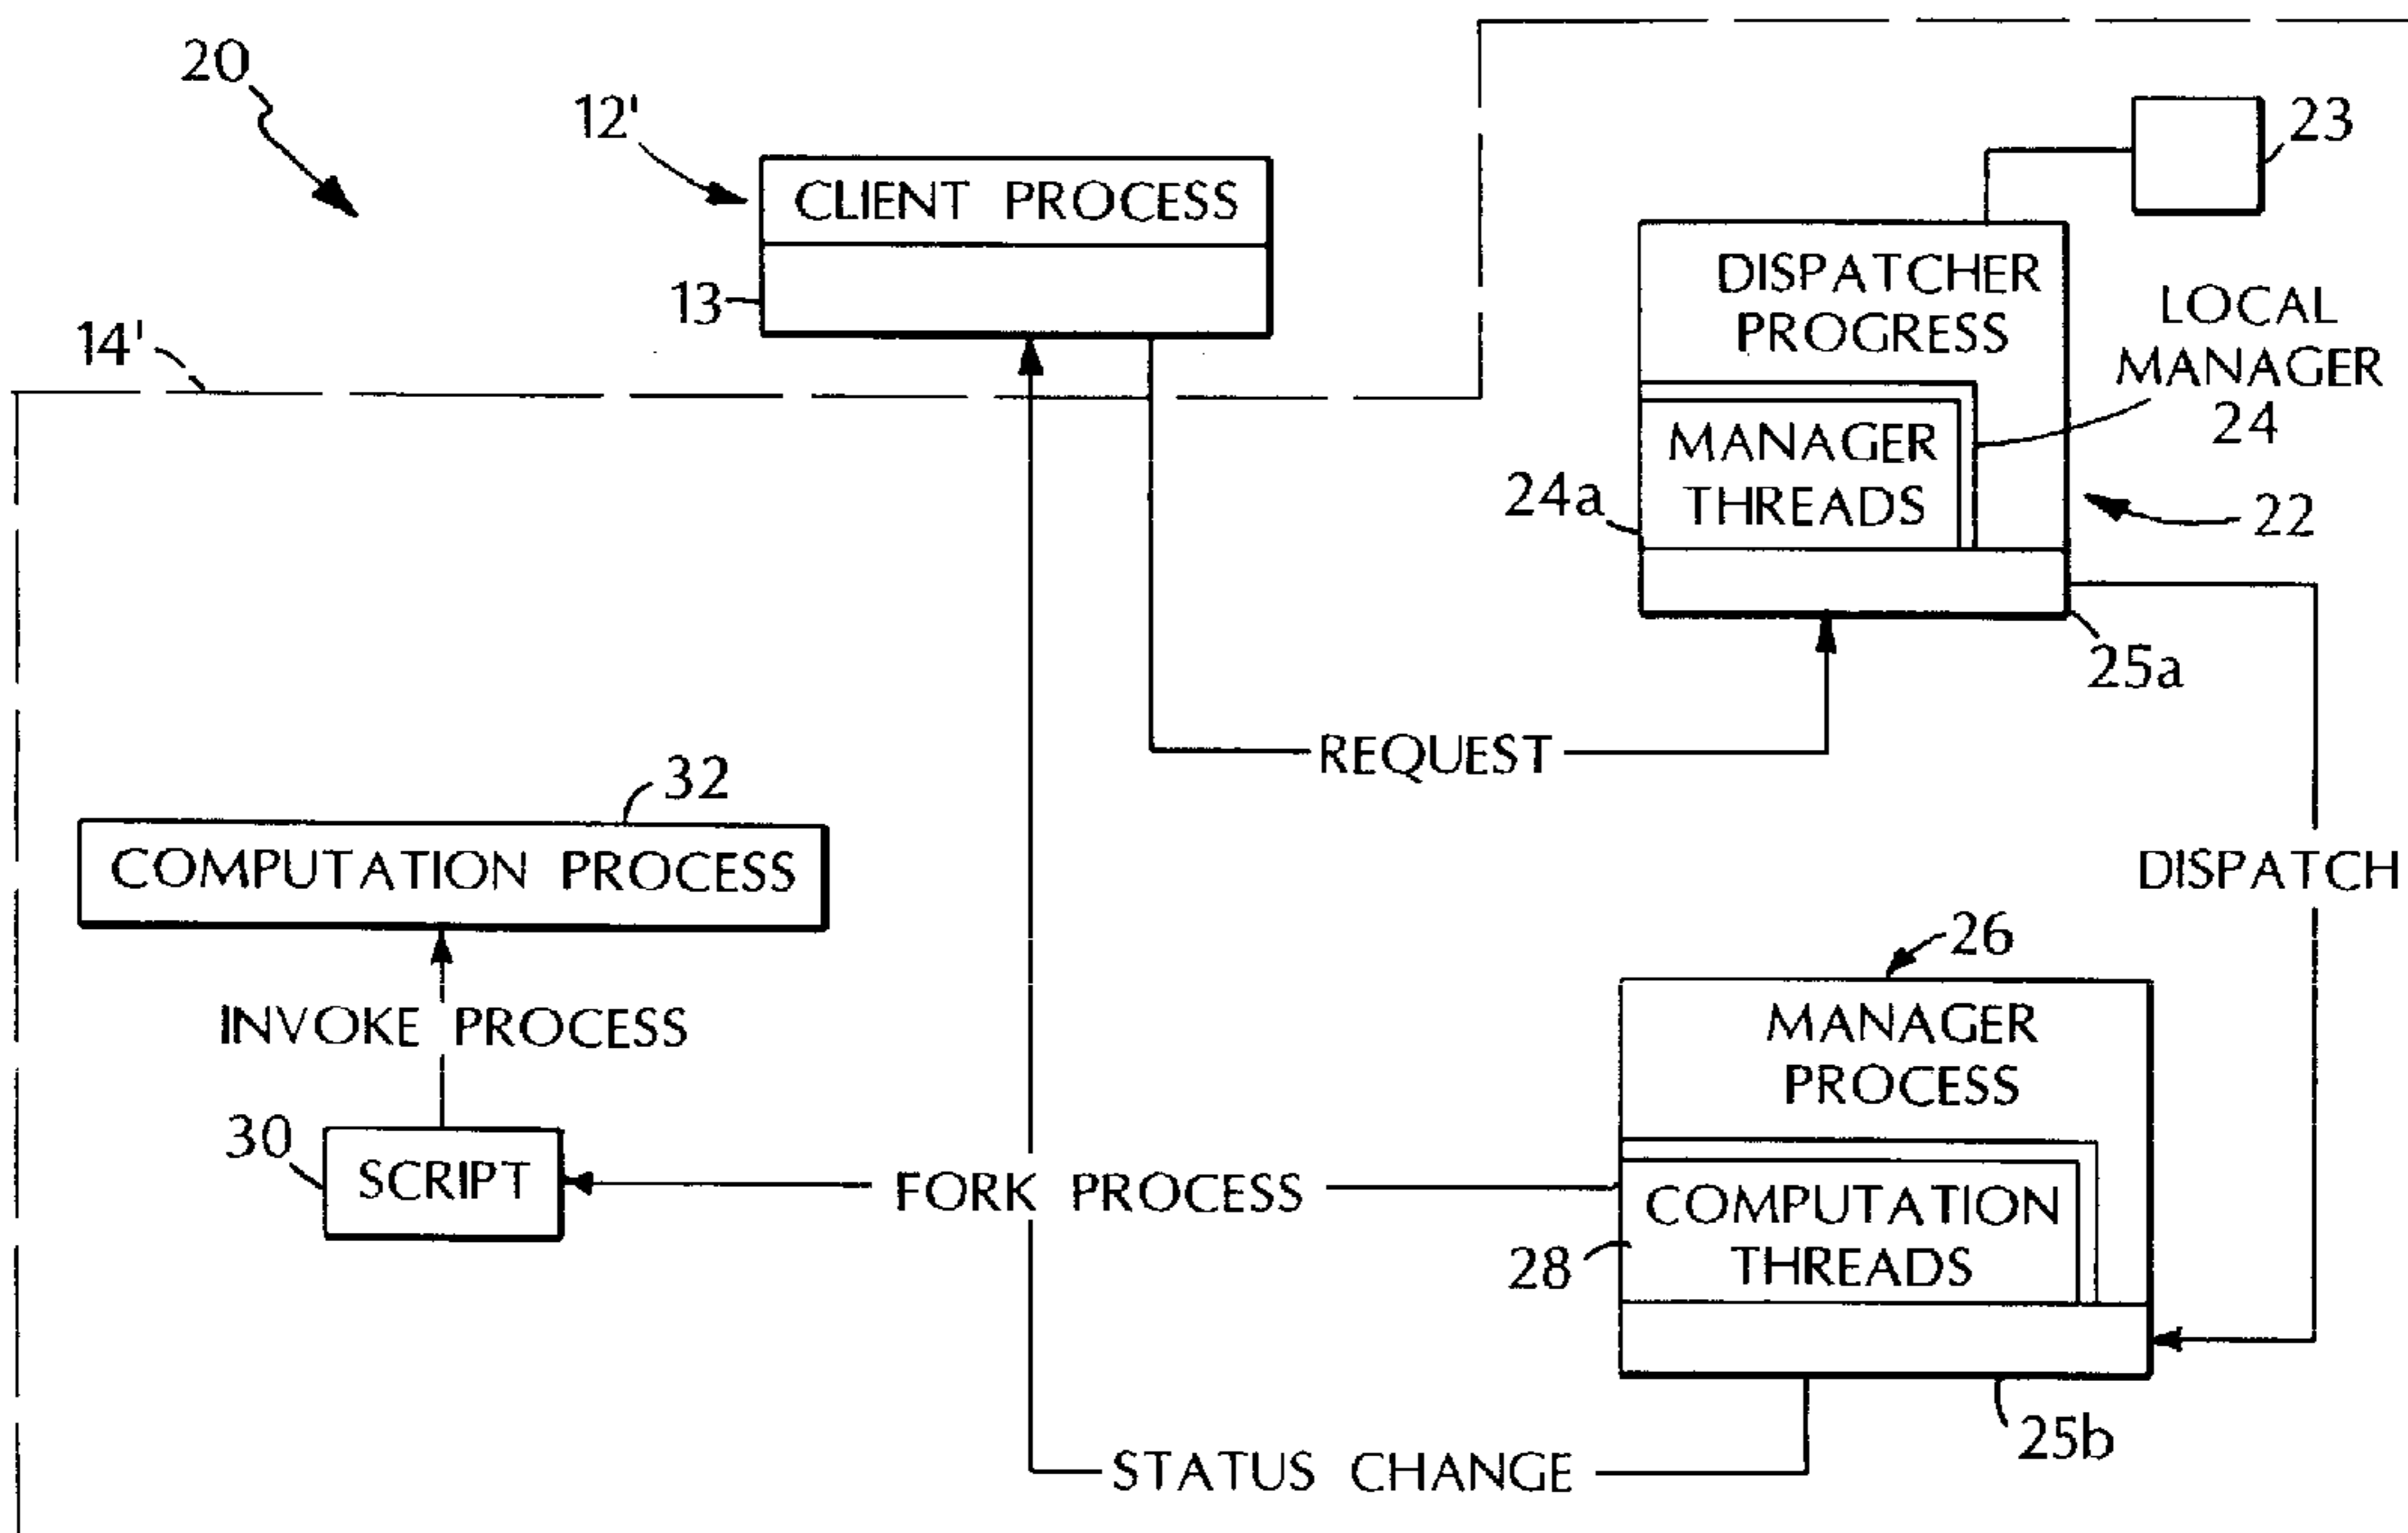 20
12'
CLIENT PROCESS
13
14'
23
DISPATCHER
PROGRESS
LOCAL
MANAGER
24
MANAGER
THREADS
24a
22
25a
REQUEST
32
COMPUTATION PROCESS
DISPATCH
26
INVOKE PROCESS
MANAGER
PROCESS
30
SCRIPT
FORK PROCESS
COMPUTATION
THREADS
28
25b
STATUS CHANGE